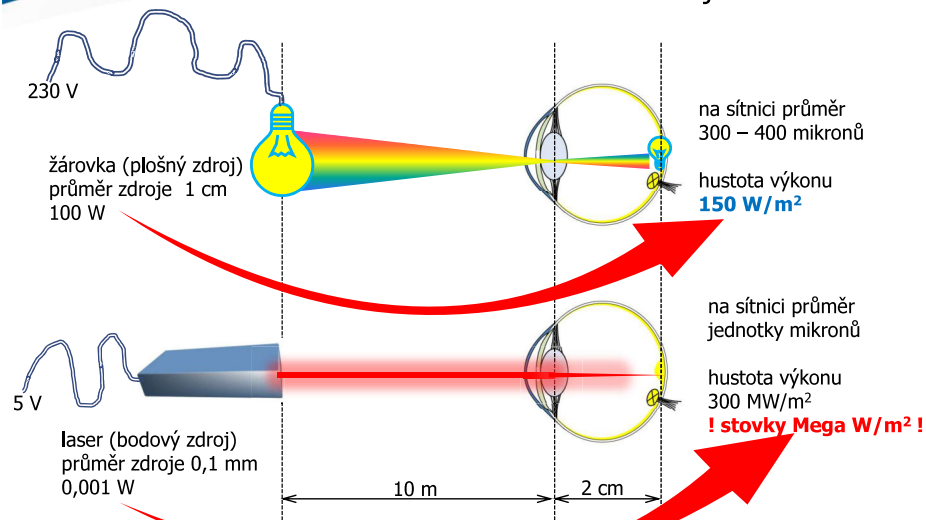 230 V
žárovka (plošný zdroj)
průměr zdroje 1 cm
100 W
na sítnici průměr
300 – 400 mikronů
hustota výkonu
150 W/m²
5 V
laser (bodový zdroj)
průměr zdroje 0,1 mm
0,001 W
na sítnici průměr
jednotky mikronů
hustota výkonu
300 MW/m²
! stovky Mega W/m² !
10 m
2 cm